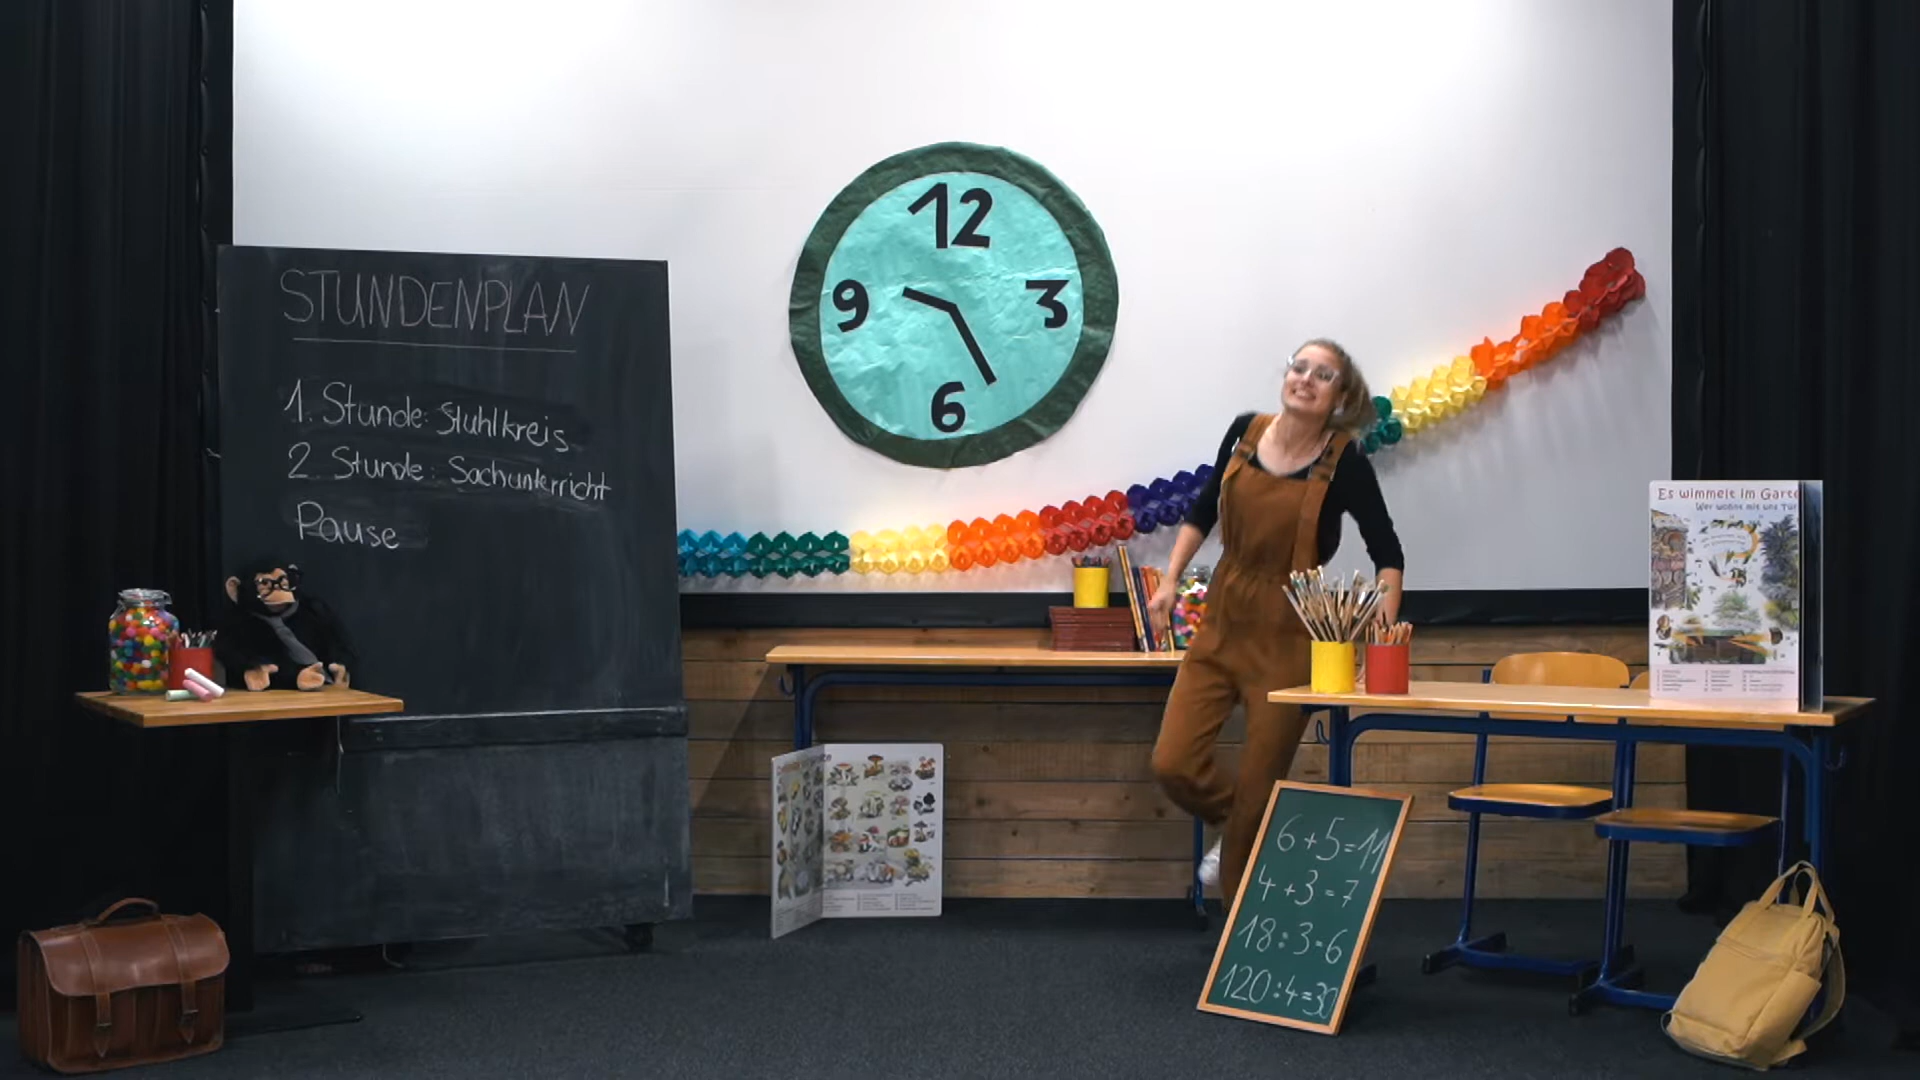 STUNDENPLAN
1. Stunde: Stuhlkreis
2. Stunde: Sachunterricht
Pause
12
9
3
6
Es wimmelt im Garte
Wer wohnt mit uns Tür
6+5=11
4+3=7
18:3=6
120:4=30